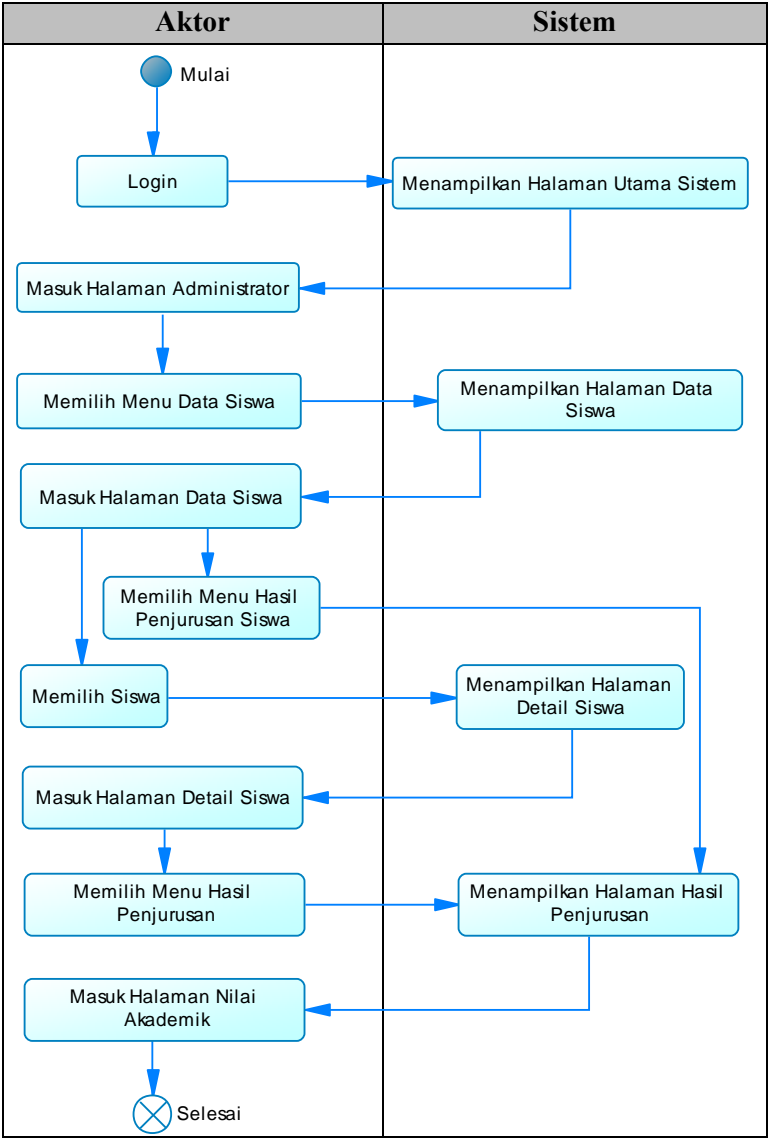 Aktor
Sistem
Mulai
Login
Menampilkan Halaman Utama Sistem
Masuk Halaman Administrator
Memilih Menu Data Siswa
Menampilkan Halaman Data
Siswa
Masuk Halaman Data Siswa
Memilih Menu Hasil
Penjurusan Siswa
Memilih Siswa
Menampilkan Halaman
Detail Siswa
Masuk Halaman Detail Siswa
Memilih Menu Hasil
Penjurusan
Menampilkan Halaman Hasil
Penjurusan
Masuk Halaman Nilai
Akademik
Selesai